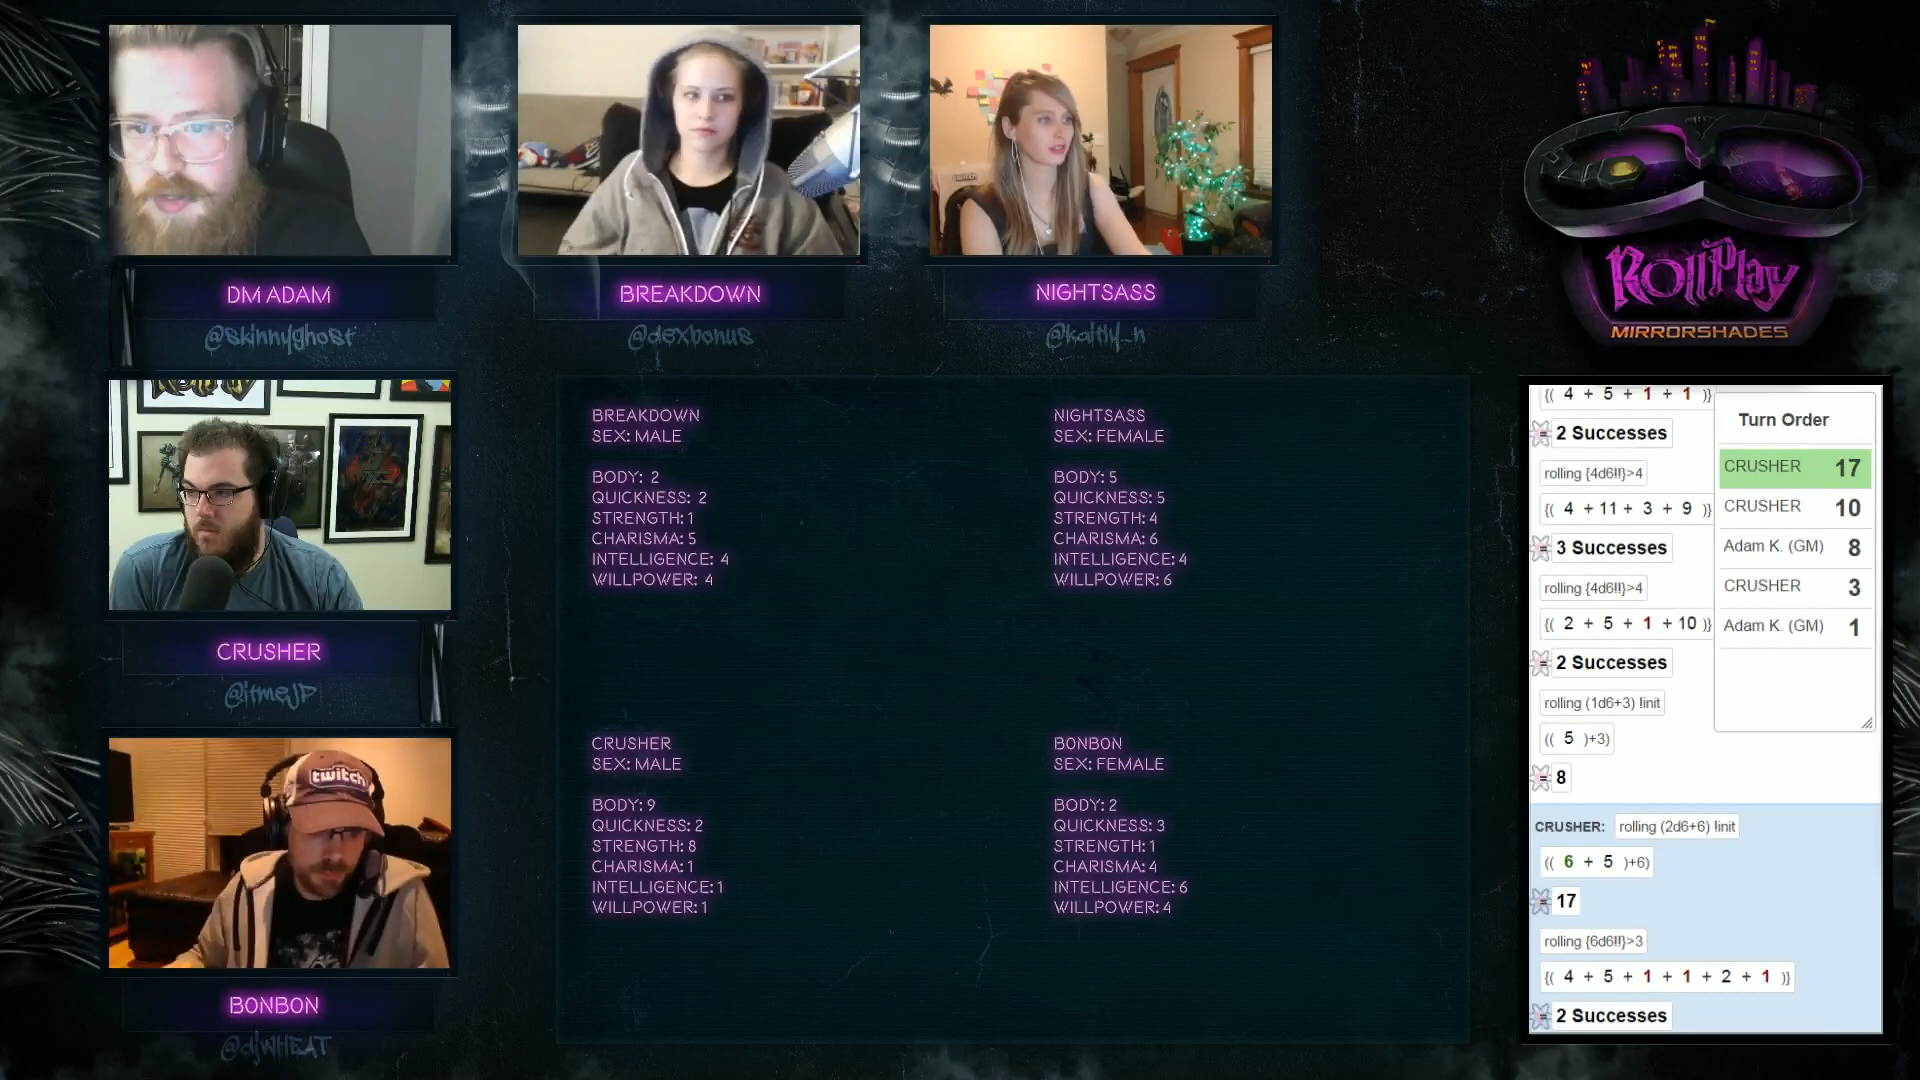 DM ADAM
@skinnyghost
BREAKDOWN
@dexbonus
NIGHTSASS
@kaitly_n
RollPlay
MIRRORSHADES
CRUSHER
@itmeJP
twitch
BONBON
@djWHEAT
BREAKDOWN
SEX: MALE
BODY: 2
QUICKNESS: 2
STRENGTH: 1
CHARISMA: 5
INTELLIGENCE: 4
WILLPOWER: 4
NIGHTSASS
SEX: FEMALE
BODY: 5
QUICKNESS: 5
STRENGTH: 4
CHARISMA: 6
INTELLIGENCE: 4
WILLPOWER: 6
CRUSHER
SEX: MALE
BODY: 9
QUICKNESS: 2
STRENGTH: 8
CHARISMA: 1
INTELLIGENCE: 1
WILLPOWER: 1
BONBON
SEX: FEMALE
BODY: 2
QUICKNESS: 3
STRENGTH: 1
CHARISMA: 4
INTELLIGENCE: 6
WILLPOWER: 4
{( 4 + 5 + 1 + 1 )}
= 2 Successes
rolling {4d6!!}>4
{( 4 + 11 + 3 + 9 )}
= 3 Successes
rolling {4d6!!}>4
{( 2 + 5 + 1 + 10 )}
= 2 Successes
rolling (1d6+3) !init
(( 5 )+3)
= 8
CRUSHER: rolling (2d6+6) !init
(( 6 + 5 )+6)
= 17
rolling {6d6!!}>3
{( 4 + 5 + 1 + 1 + 2 + 1 )}
= 2 Successes
Turn Order
CRUSHER 17
CRUSHER 10
Adam K. (GM) 8
CRUSHER 3
Adam K. (GM) 1